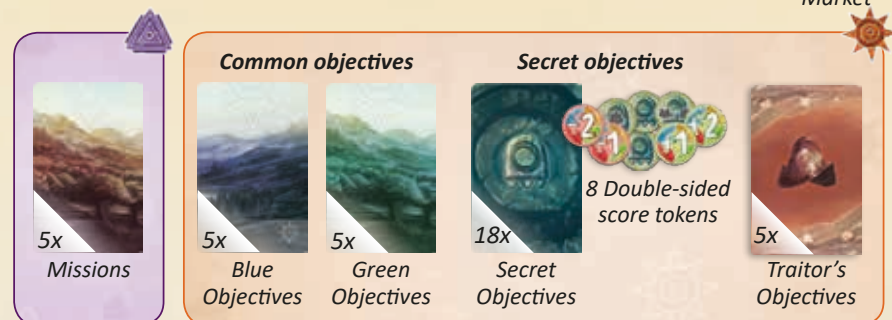 Market
Common objectives
Secret objectives
2
1
1
2
8 Double-sided
score tokens
5x
5x
5x
18x
5x
Missions
Blue
Objectives
Green
Objectives
Secret
Objectives
Traitor's
Objectives